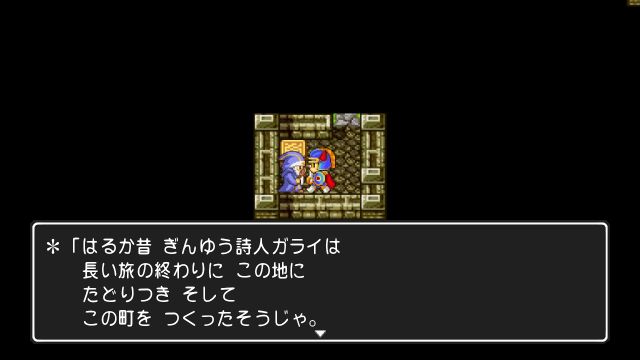 ＊「はるか昔 ぎんゆう詩人ガライは
長い旅の終わりに この地に
たどりつき そして
この町を つくったそうじゃ。